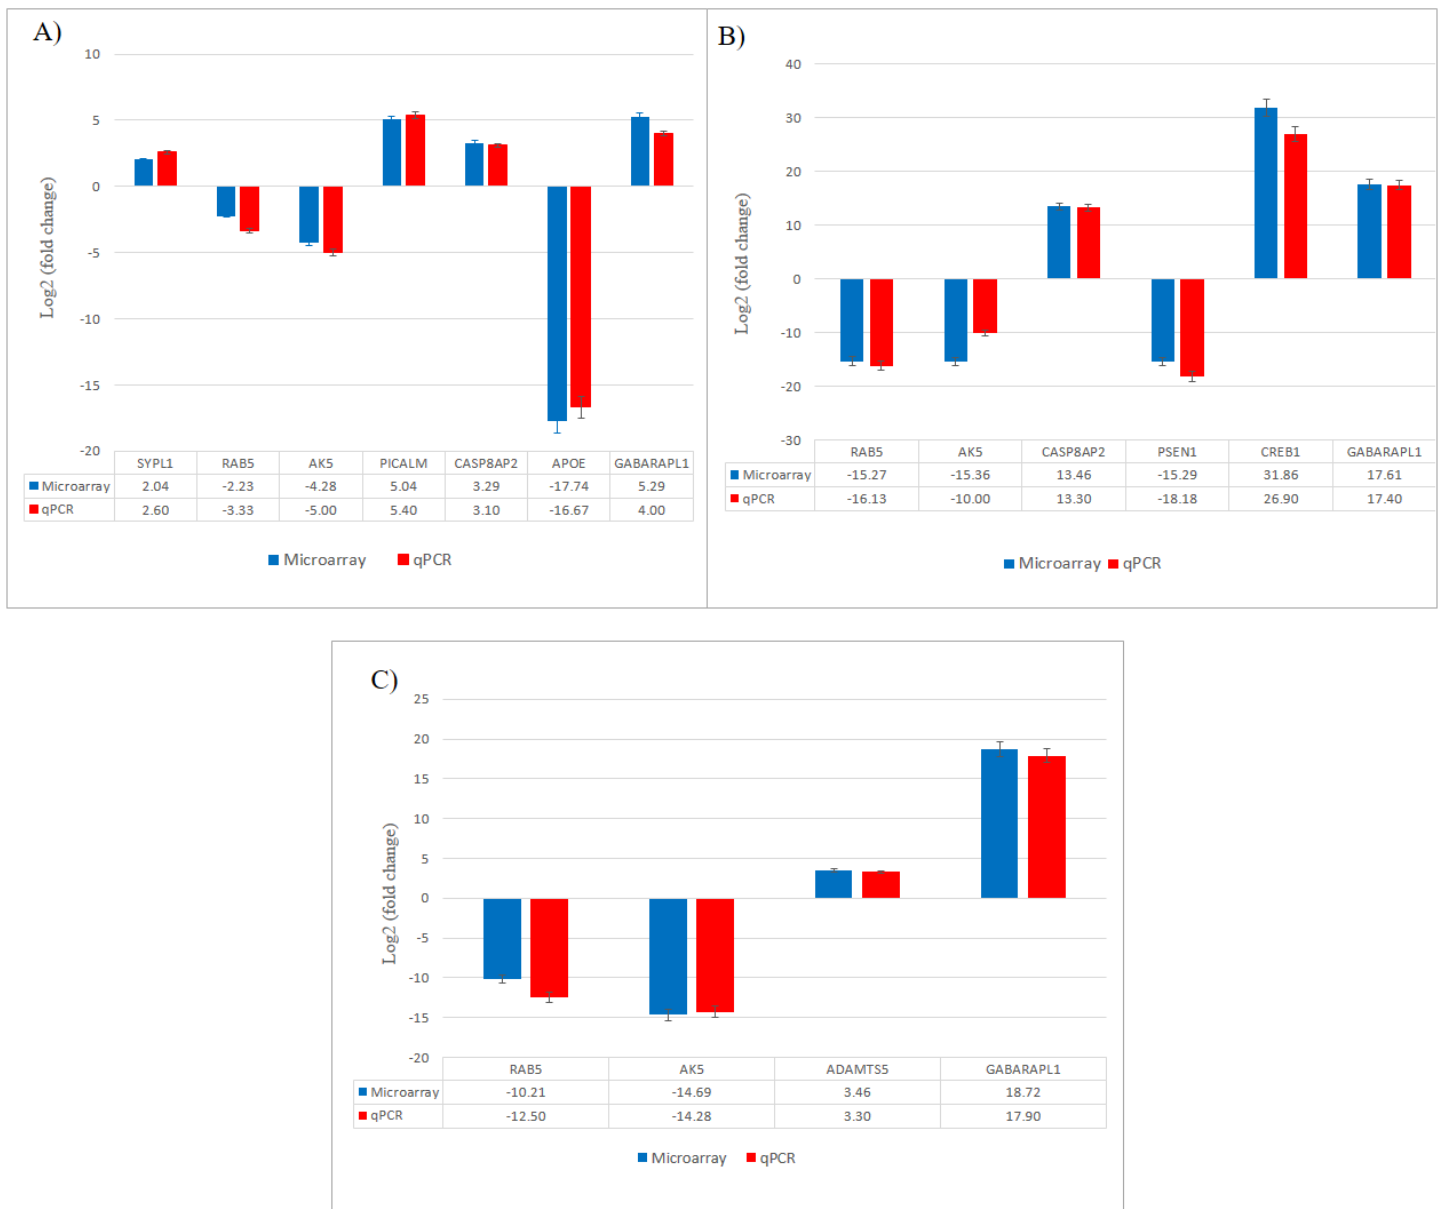 A)
10
5
0
-5
-10
-15
-20
Log2 (fold change)
SYPL1 RAB5 AK5 PICALM CASP8AP2 APOE GABARAPL1
Microarray 2.04 -2.23 -4.28 5.04 3.29 -17.74 5.29
qPCR 2.60 -3.33 -5.00 5.40 3.10 -16.67 4.00
Microarray qPCR
B)
40
30
20
10
0
-10
-20
-30
Log2 (fold change)
RAB5 AK5 CASP8AP2 PSEN1 CREB1 GABARAPL1
Microarray -15.27 -15.36 13.46 -15.29 31.86 17.61
qPCR -16.13 -10.00 13.30 -18.18 26.90 17.40
Microarray qPCR
C)
25
20
15
10
5
0
-5
-10
-15
-20
Log2 (fold change)
RAB5 AK5 ADAMTS5 GABARAPL1
Microarray -10.21 -14.69 3.46 18.72
qPCR -12.50 -14.28 3.30 17.90
Microarray qPCR